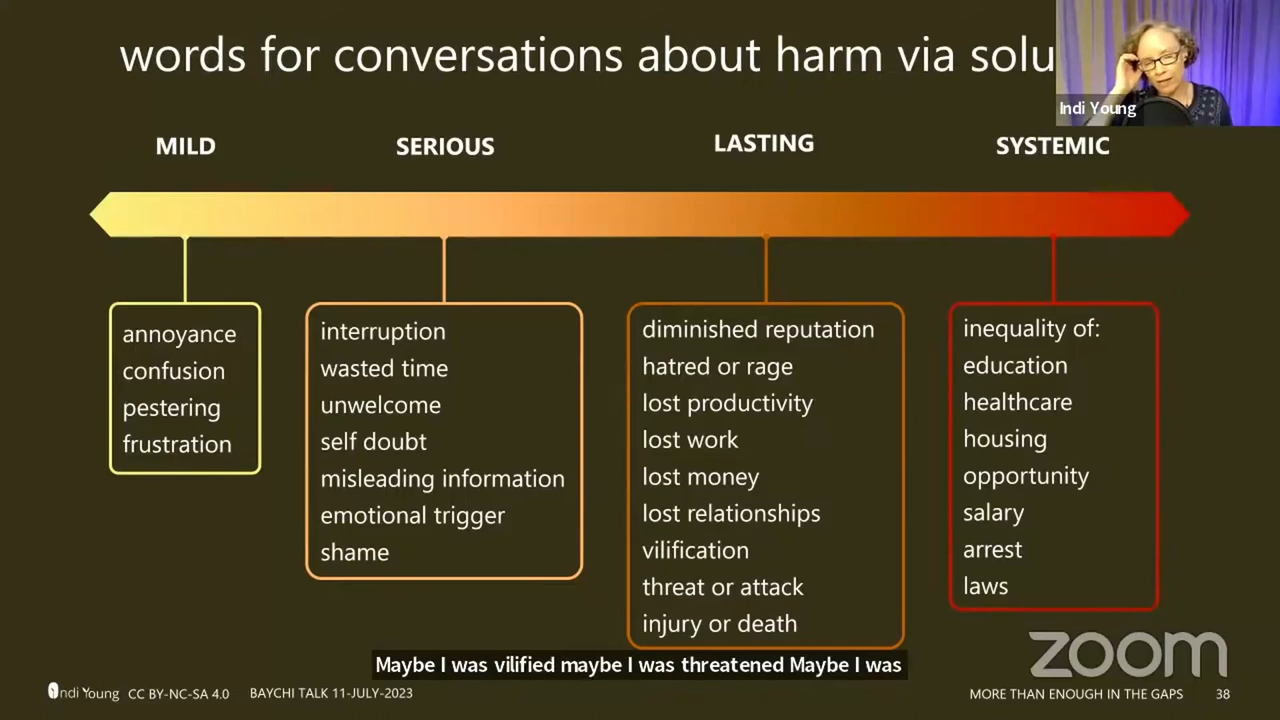 words for conversations about harm via solu
Indi Young
MILD
SERIOUS
LASTING
SYSTEMIC
annoyance
confusion
pestering
frustration
interruption
wasted time
unwelcome
self doubt
misleading information
emotional trigger
shame
diminished reputation
hatred or rage
lost productivity
lost work
lost money
lost relationships
vilification
threat or attack
injury or death
inequality of:
education
healthcare
housing
opportunity
salary
arrest
laws
Maybe I was vilified maybe I was threatened Maybe I was
zoom
Indi Young CC BY-NC-SA 4.0 BAYCHI TALK 11-JULY-2023 MORE THAN ENOUGH IN THE GAPS 38